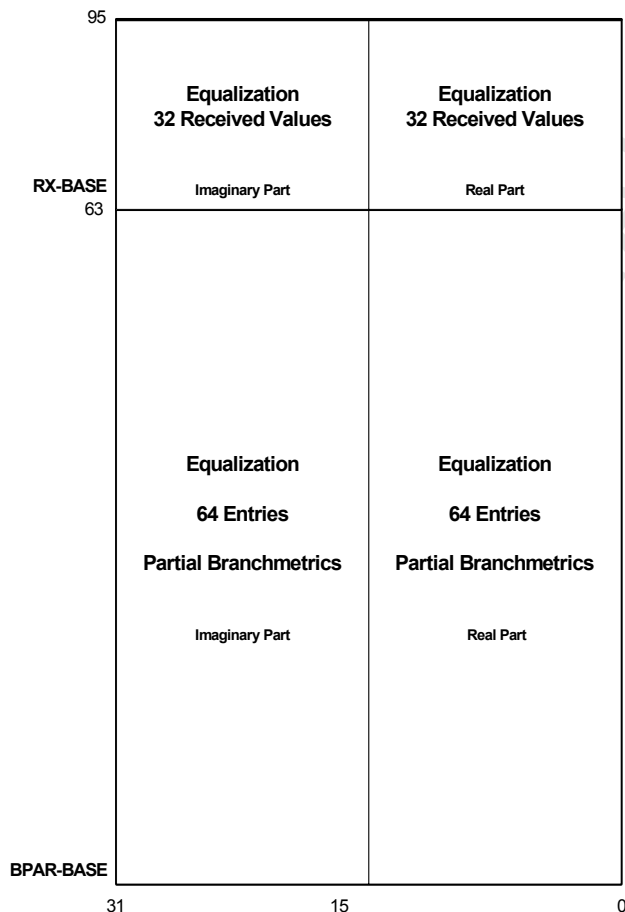 95
Equalization
32 Received Values
Equalization
32 Received Values
RX-BASE
Imaginary Part
Real Part
63
Equalization
64 Entries
Partial Branchmetrics
Imaginary Part
Equalization
64 Entries
Partial Branchmetrics
Real Part
BPAR-BASE
31
15
0